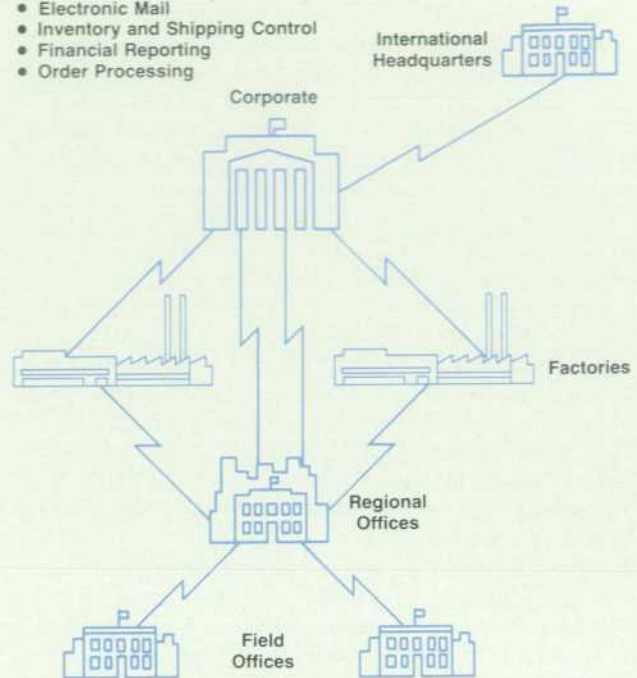 • Electronic Mail
• Inventory and Shipping Control
• Financial Reporting
• Order Processing
International
Headquarters
Corporate
Factories
Regional
Offices
Field
Offices